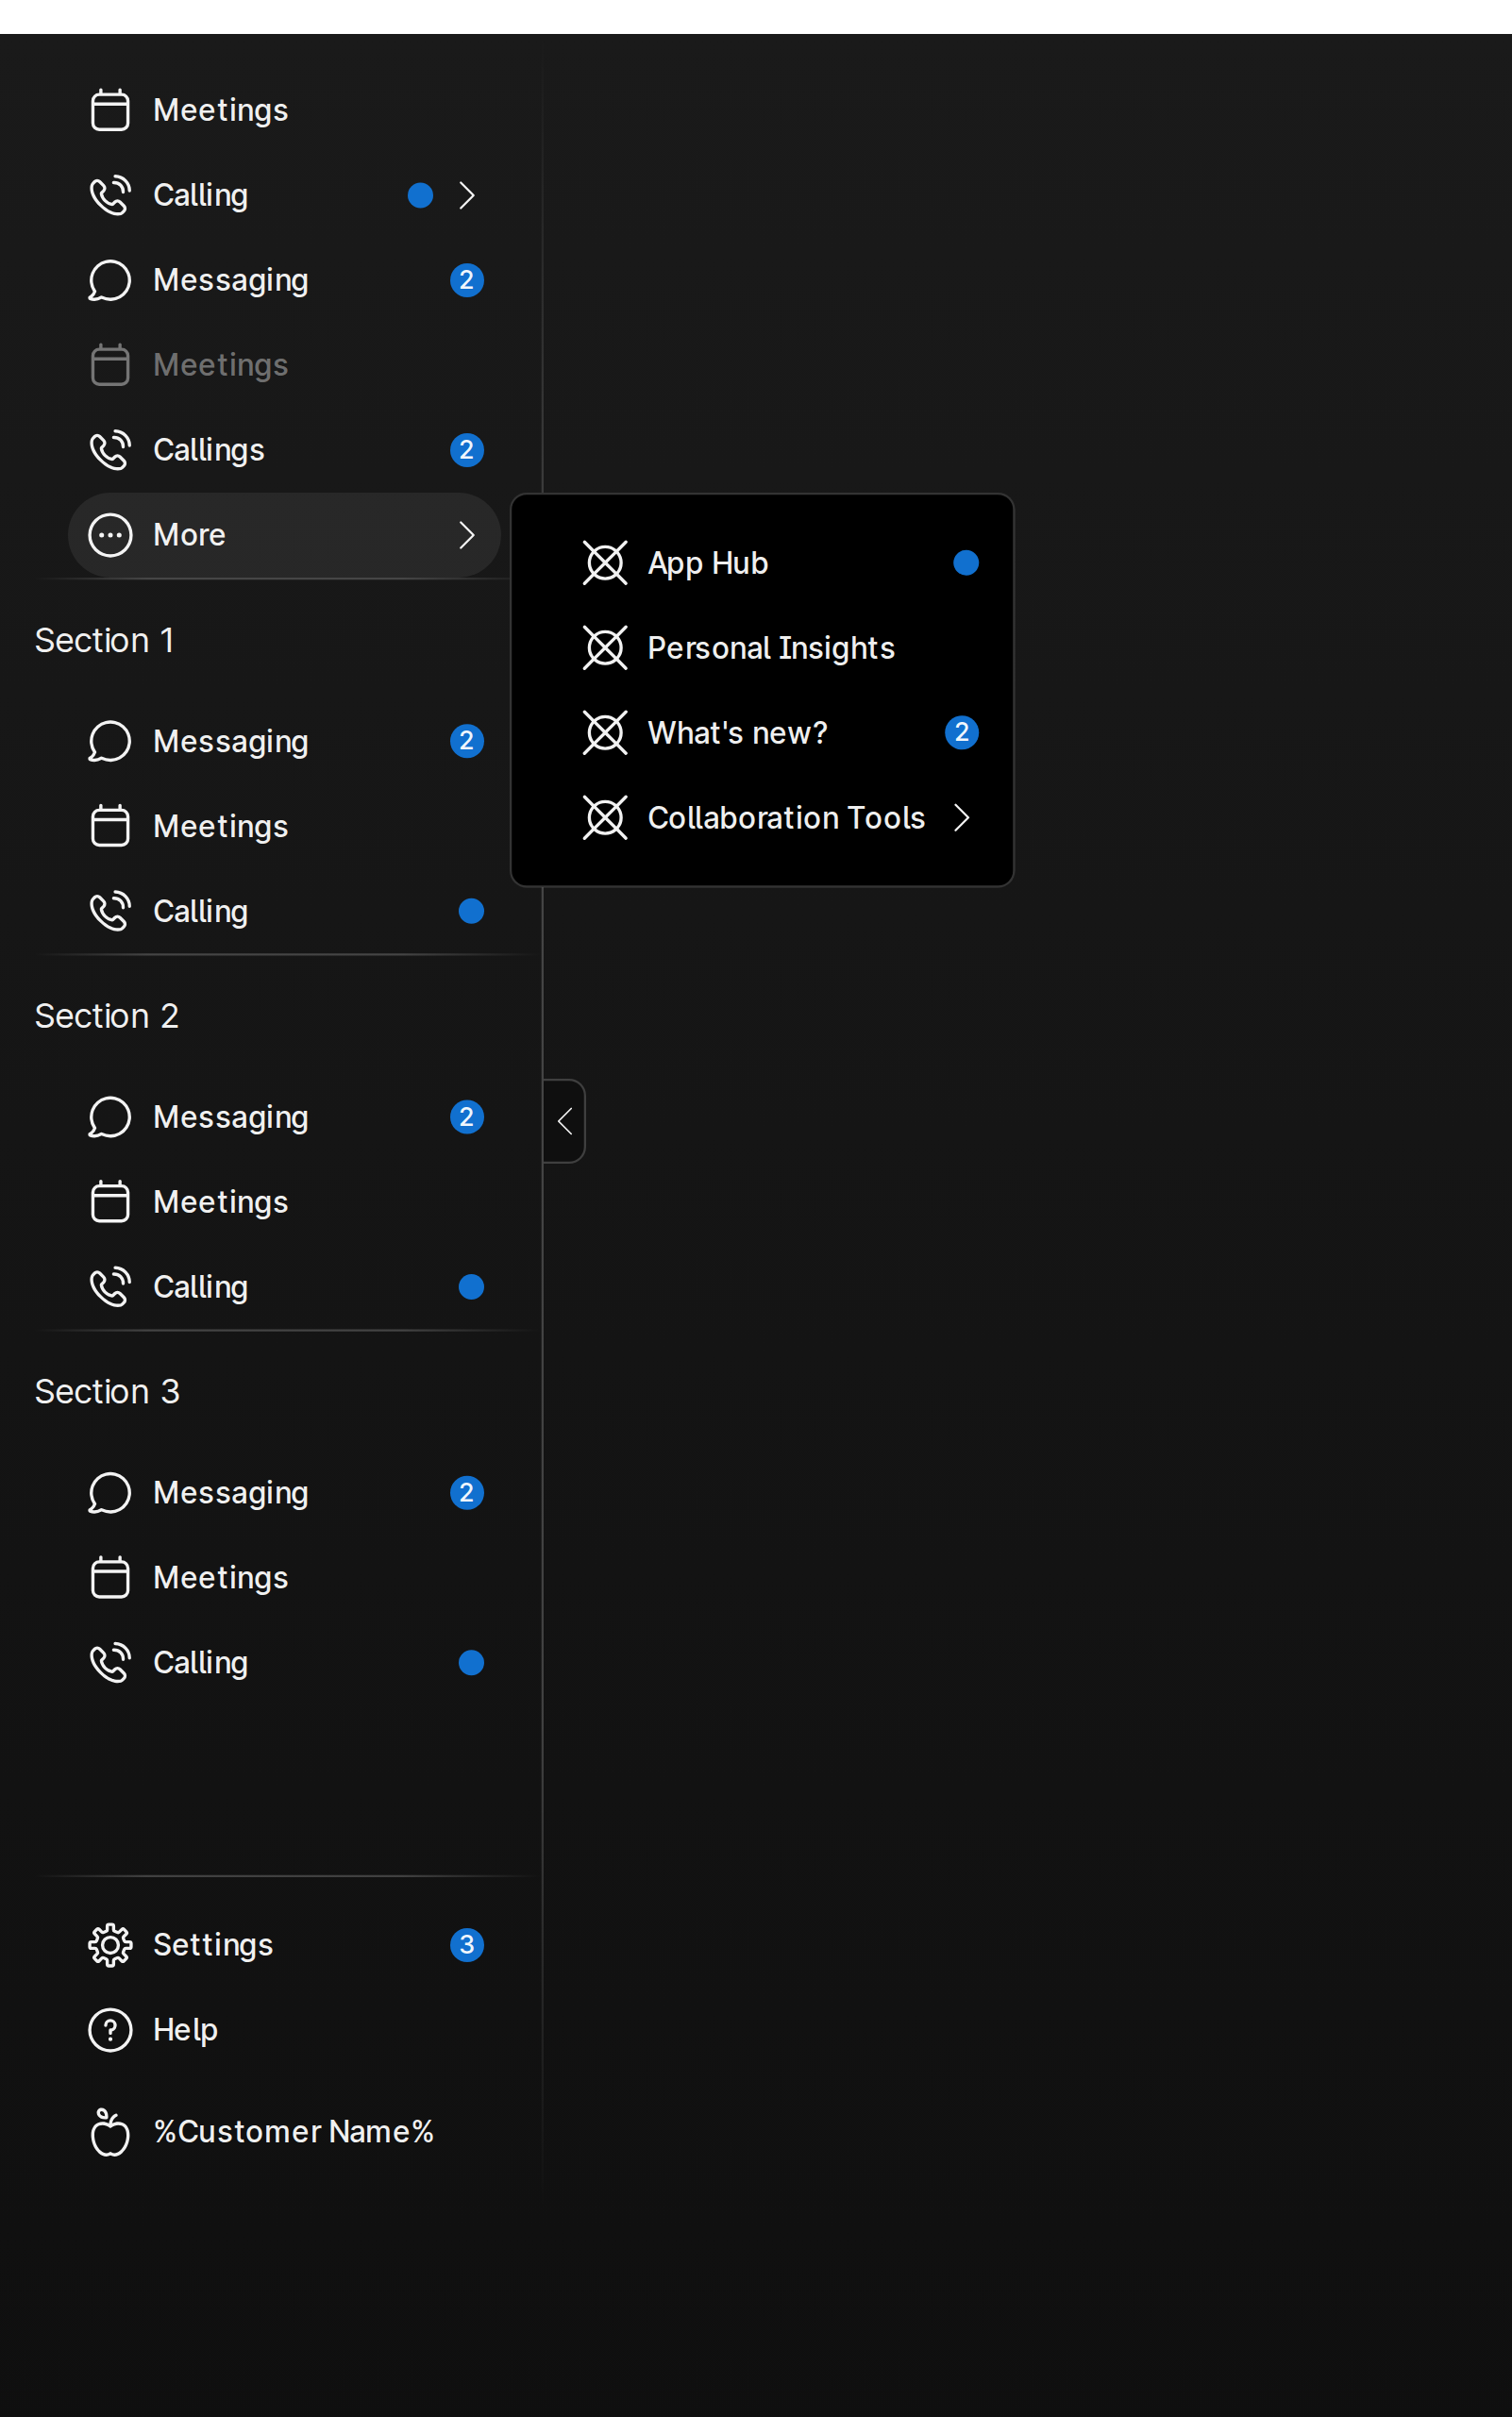 Meetings
Calling
Messaging 2
Meetings
Callings 2
More
App Hub
Personal Insights
What's new? 2
Collaboration Tools
Section 1
Messaging 2
Meetings
Calling
Section 2
Messaging 2
Meetings
Calling
Section 3
Messaging 2
Meetings
Calling
Settings 3
Help
%Customer Name%